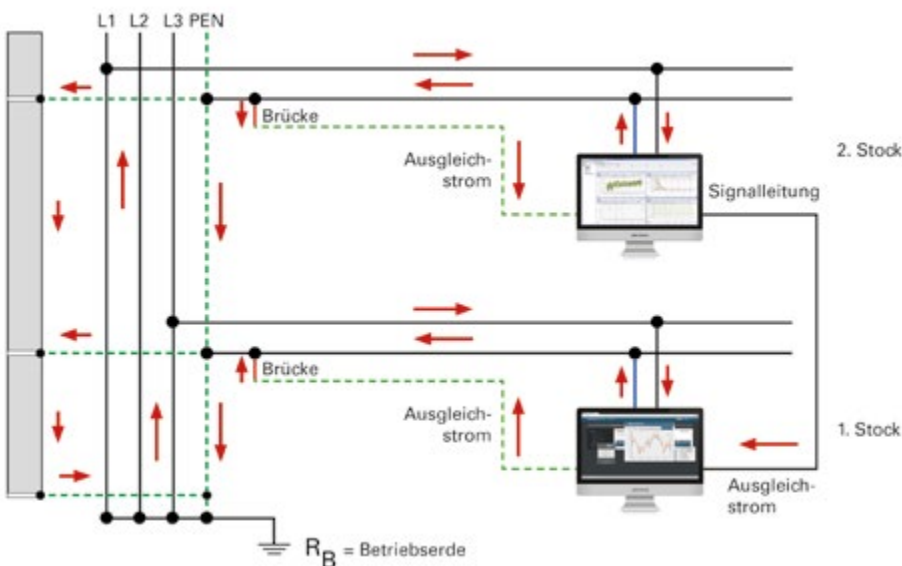 L1 L2 L3 PEN
Brücke
Ausgleich-
strom
2. Stock
Signalleitung
Brücke
Ausgleich-
strom
1. Stock
Ausgleich-
strom
R_B = Betriebserde